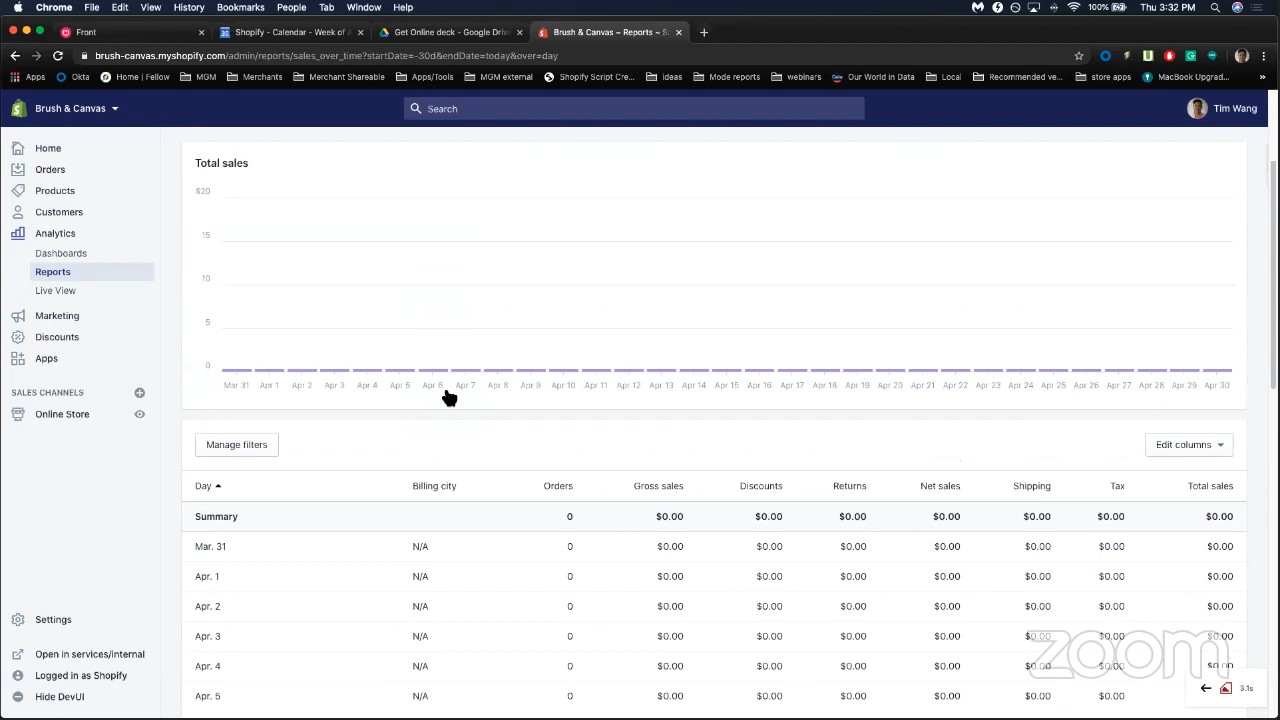 Chrome File Edit View History Bookmarks People Tab Window Help 100% Thu 3:32 PM
Front × Shopify - Calendar - Week of A × Get Online deck - Google Drive × Brush & Canvas ~ Reports ~ S × +
brush-canvas.myshopify.com/admin/reports/sales_over_time?startDate=-30d&endDate=today&over=day
Apps Okta Home | Fellow MGM Merchants Merchant Shareable Apps/Tools MGM external Shopify Script Cre... ideas Mode reports webinars Our World in Data Local Recommended ve... store apps MacBook Upgrad... »
Brush & Canvas Search Tim Wang
Home
Orders
Products
Customers
Analytics
Dashboards
Reports
Live View
Marketing
Discounts
Apps
SALES CHANNELS
Online Store
Settings
Open in services/internal
Logged in as Shopify
Hide DevUI
Total sales
$20
15
10
5
0
Mar 31 Apr 1 Apr 2 Apr 3 Apr 4 Apr 5 Apr 6 Apr 7 Apr 8 Apr 9 Apr 10 Apr 11 Apr 12 Apr 13 Apr 14 Apr 15 Apr 16 Apr 17 Apr 18 Apr 19 Apr 20 Apr 21 Apr 22 Apr 23 Apr 24 Apr 25 Apr 26 Apr 27 Apr 28 Apr 29 Apr 30
Manage filters Edit columns
Day Billing city Orders Gross sales Discounts Returns Net sales Shipping Tax Total sales
Summary 0 $0.00 $0.00 $0.00 $0.00 $0.00 $0.00 $0.00
Mar. 31 N/A 0 $0.00 $0.00 $0.00 $0.00 $0.00 $0.00 $0.00
Apr. 1 N/A 0 $0.00 $0.00 $0.00 $0.00 $0.00 $0.00 $0.00
Apr. 2 N/A 0 $0.00 $0.00 $0.00 $0.00 $0.00 $0.00 $0.00
Apr. 3 N/A 0 $0.00 $0.00 $0.00 $0.00 $0.00 $0.00 $0.00
Apr. 4 N/A 0 $0.00 $0.00 $0.00 $0.00 $0.00 $0.00 $0.00
Apr. 5 N/A 0 $0.00 $0.00 $0.00 $0.00 $0.00 $0.00
zoom
3.1s